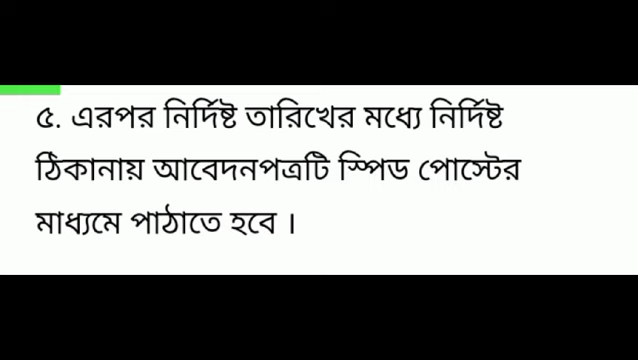 ৫. এরপর নির্দিষ্ট তারিখের মধ্যে নির্দিষ্ট
ঠিকানায় আবেদনপত্রটি স্পিড পোস্টের
মাধ্যমে পাঠাতে হবে ।